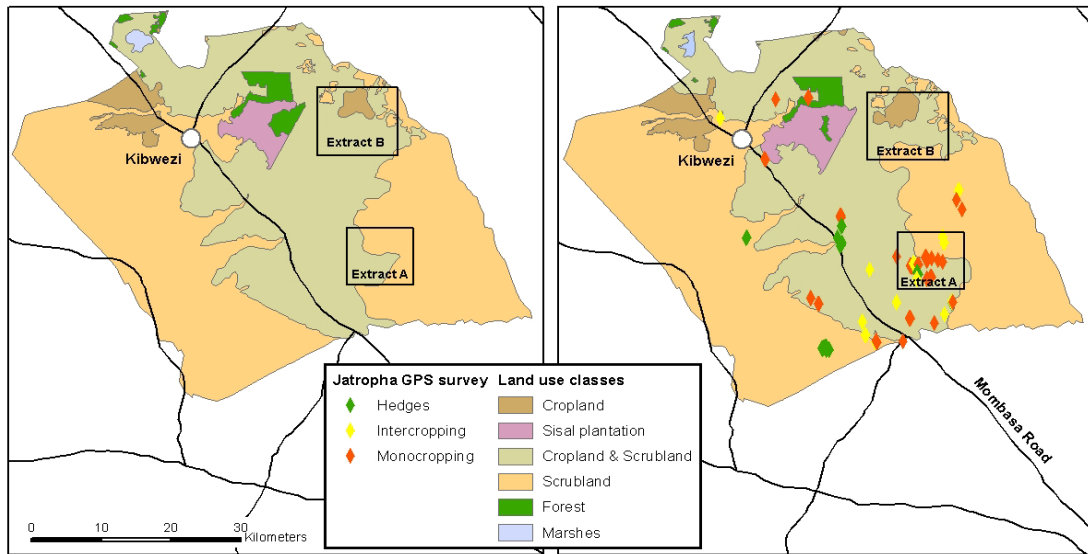 Kibwezi
Extract B
Extract A
Kibwezi
Extract B
Extract A
Mombasa Road
Jatropha GPS survey
Hedges
Intercropping
Monocropping
Land use classes
Cropland
Sisal plantation
Cropland & Scrubland
Scrubland
Forest
Marshes
0 10 20 30
Kilometers